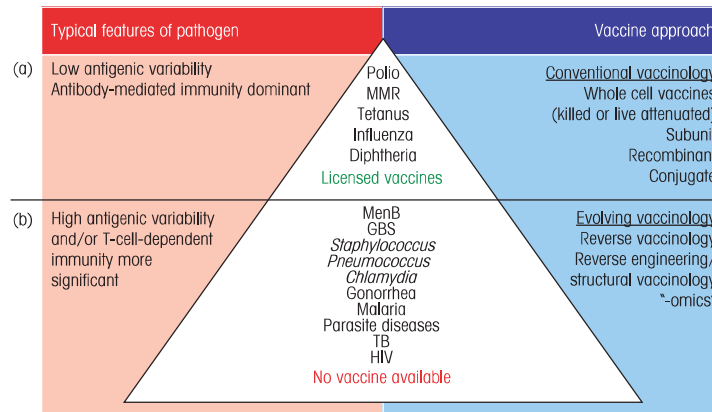 Typical features of pathogen
Vaccine approach
(a)
Low antigenic variability
Antibody-mediated immunity dominant
Polio
MMR
Tetanus
Influenza
Diphtheria
Licensed vaccines
Conventional vaccinology
Whole cell vaccines
(killed or live attenuated)
Subuni
Recombinan
Conjugate
(b)
High antigenic variability
and/or T-cell-dependent
immunity more
significant
MenB
GBS
Staphylococcus
Pneumococcus
Chlamydia
Gonorrhea
Malaria
Parasite diseases
TB
HIV
No vaccine available
Evolving vaccinology
Reverse vaccinology
Reverse engineering/
structural vaccinology
"-omics"